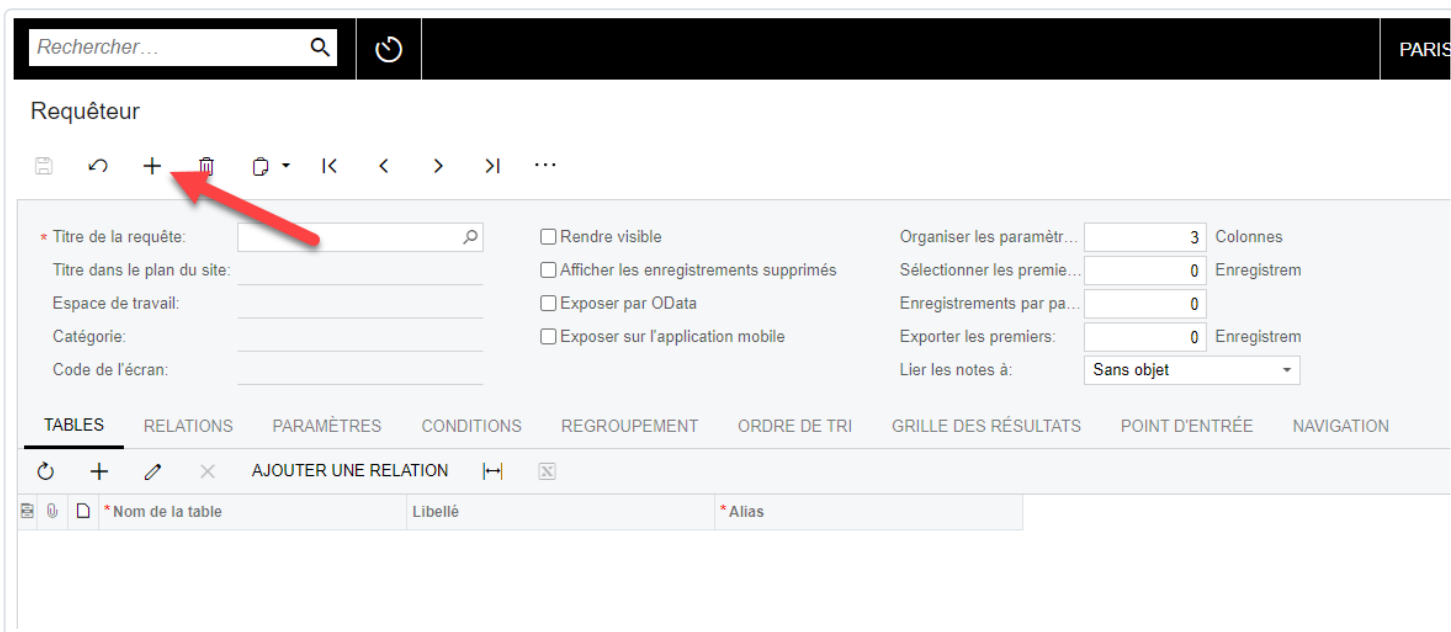 Rechercher...
PARIS
Requêteur
* Titre de la requête:
Rendre visible
Organiser les paramètr... 3 Colonnes
Titre dans le plan du site:
Afficher les enregistrements supprimés
Sélectionner les premie... 0 Enregistrem
Espace de travail:
Exposer par OData
Enregistrements par pa... 0
Catégorie:
Exposer sur l'application mobile
Exporter les premiers: 0 Enregistrem
Code de l'écran:
Lier les notes à: Sans objet
TABLES RELATIONS PARAMÈTRES CONDITIONS REGROUPEMENT ORDRE DE TRI GRILLE DES RÉSULTATS POINT D'ENTRÉE NAVIGATION
AJOUTER UNE RELATION
* Nom de la table Libellé * Alias